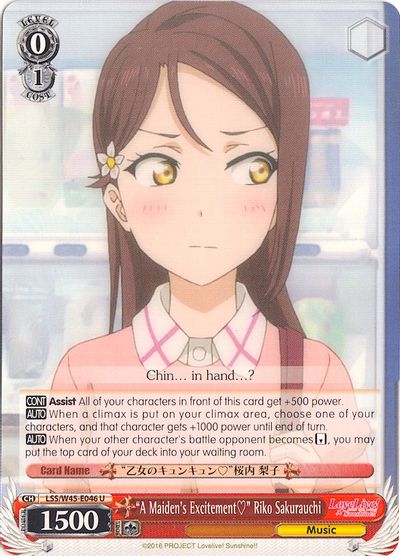 LEVEL
0
1
COST
Chin... in hand...?
CONT Assist All of your characters in front of this card get +500 power.
AUTO When a climax is put on your climax area, choose one of your
characters, and that character gets +1000 power until end of turn.
AUTO When your other character's battle opponent becomes [▼], you may
put the top card of your deck into your waiting room.
Card Name "乙女のキュンキュン♡"桜内 梨子
CH LSS/W45-E046 U
"A Maiden's Excitement♡" Riko Sakurauchi
LoveLive!
Sunshine!!
1500
Music
©2016 PROJECT Lovelive! Sunshine!!